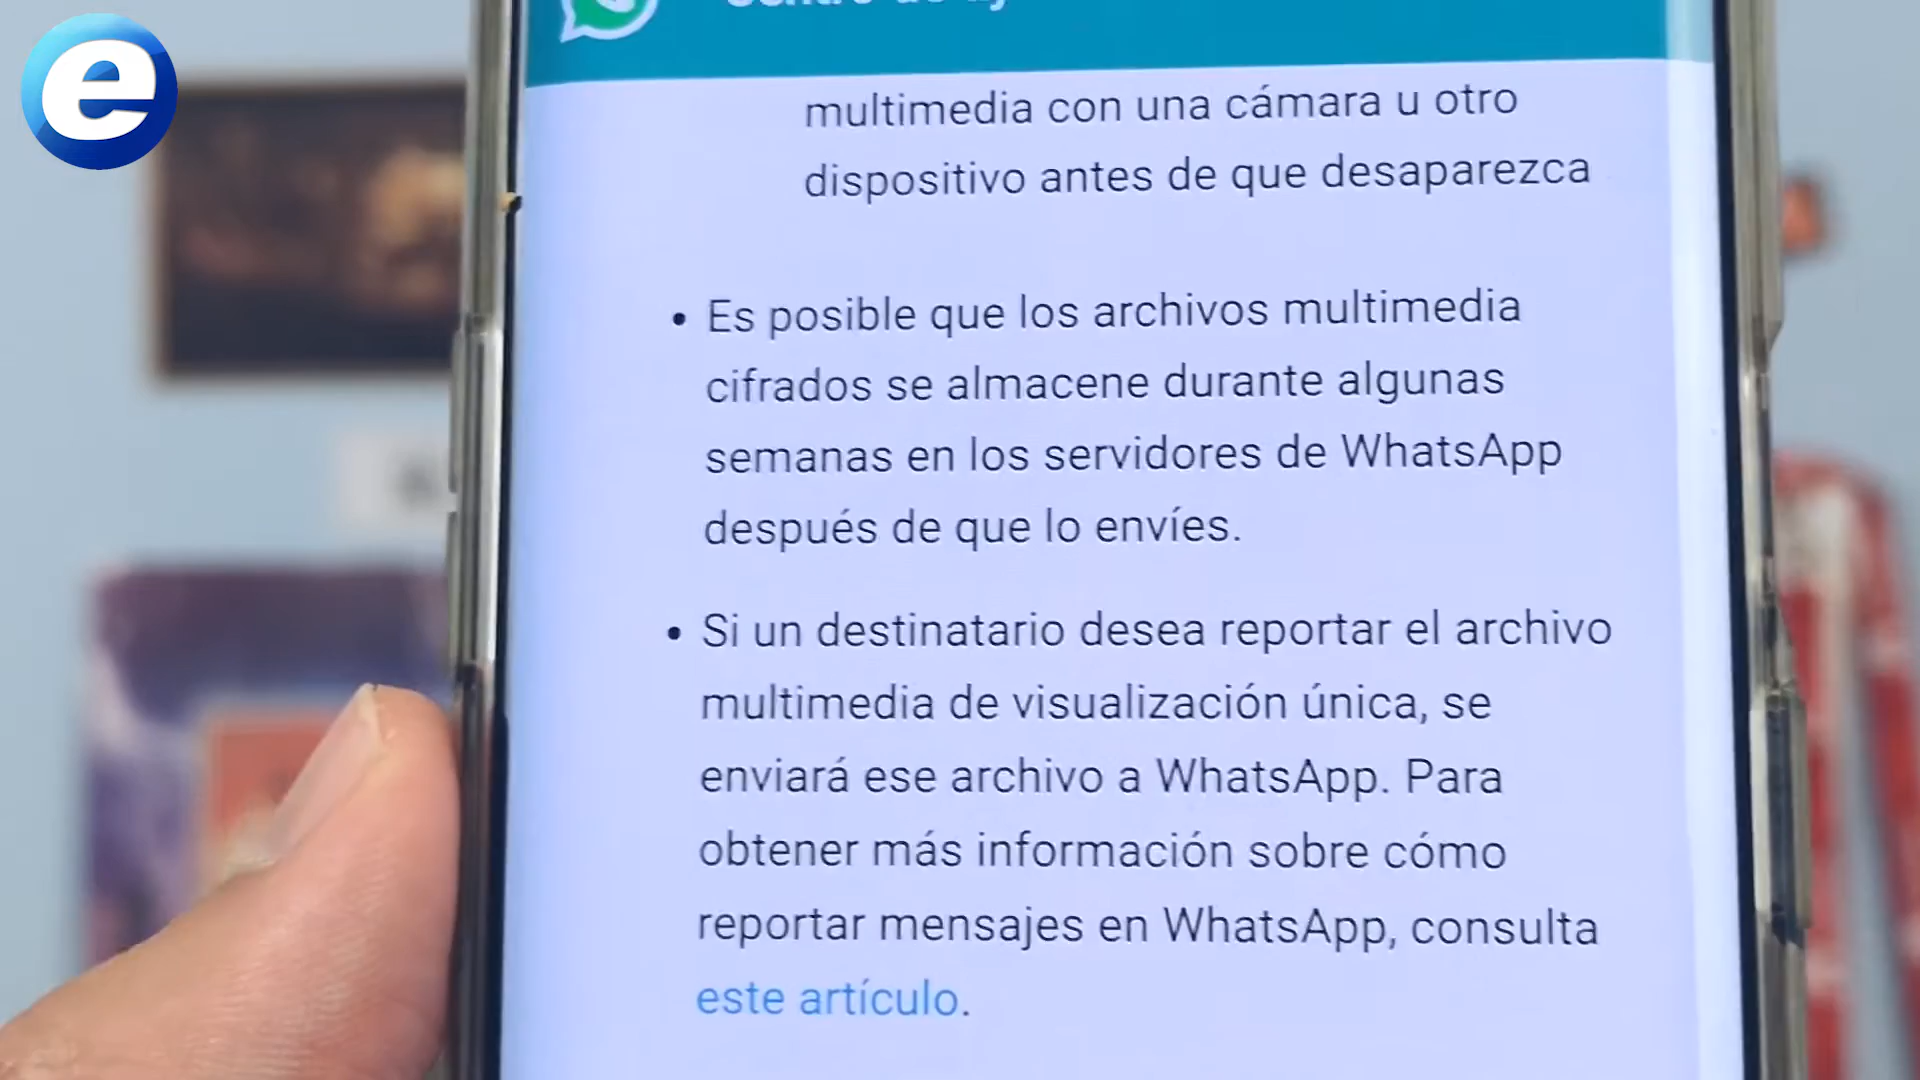 e
multimedia con una cámara u otro
dispositivo antes de que desaparezca
• Es posible que los archivos multimedia
cifrados se almacene durante algunas
semanas en los servidores de WhatsApp
después de que lo envíes.
• Si un destinatario desea reportar el archivo
multimedia de visualización única, se
enviará ese archivo a WhatsApp. Para
obtener más información sobre cómo
reportar mensajes en WhatsApp, consulta
este artículo.